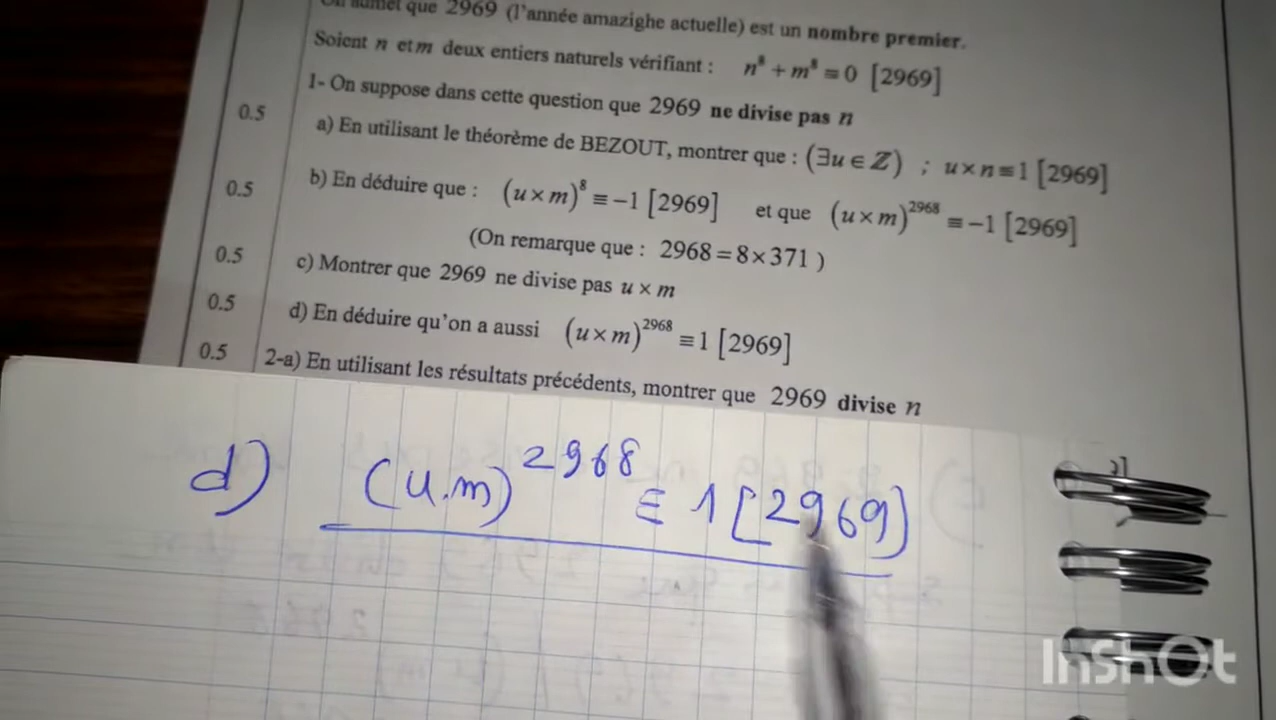 que 2969 (l'année amazighe actuelle) est un nombre premier.
Soient n et m deux entiers naturels vérifiant : n⁸ + m⁸ ≡ 0 [2969]
1- On suppose dans cette question que 2969 ne divise pas n
0.5 a) En utilisant le théorème de BEZOUT, montrer que : (∃u ∈ ℤ) ; u×n ≡ 1 [2969]
0.5 b) En déduire que : (u×m)⁸ ≡ -1 [2969] et que (u×m)²⁹⁶⁸ ≡ -1 [2969]
(On remarque que : 2968 = 8×371 )
0.5 c) Montrer que 2969 ne divise pas u × m
0.5 d) En déduire qu'on a aussi (u×m)²⁹⁶⁸ ≡ 1 [2969]
0.5 2-a) En utilisant les résultats précédents, montrer que 2969 divise n
d) (u.m)²⁹⁶⁸ ≡ 1 [2969]
InShOt